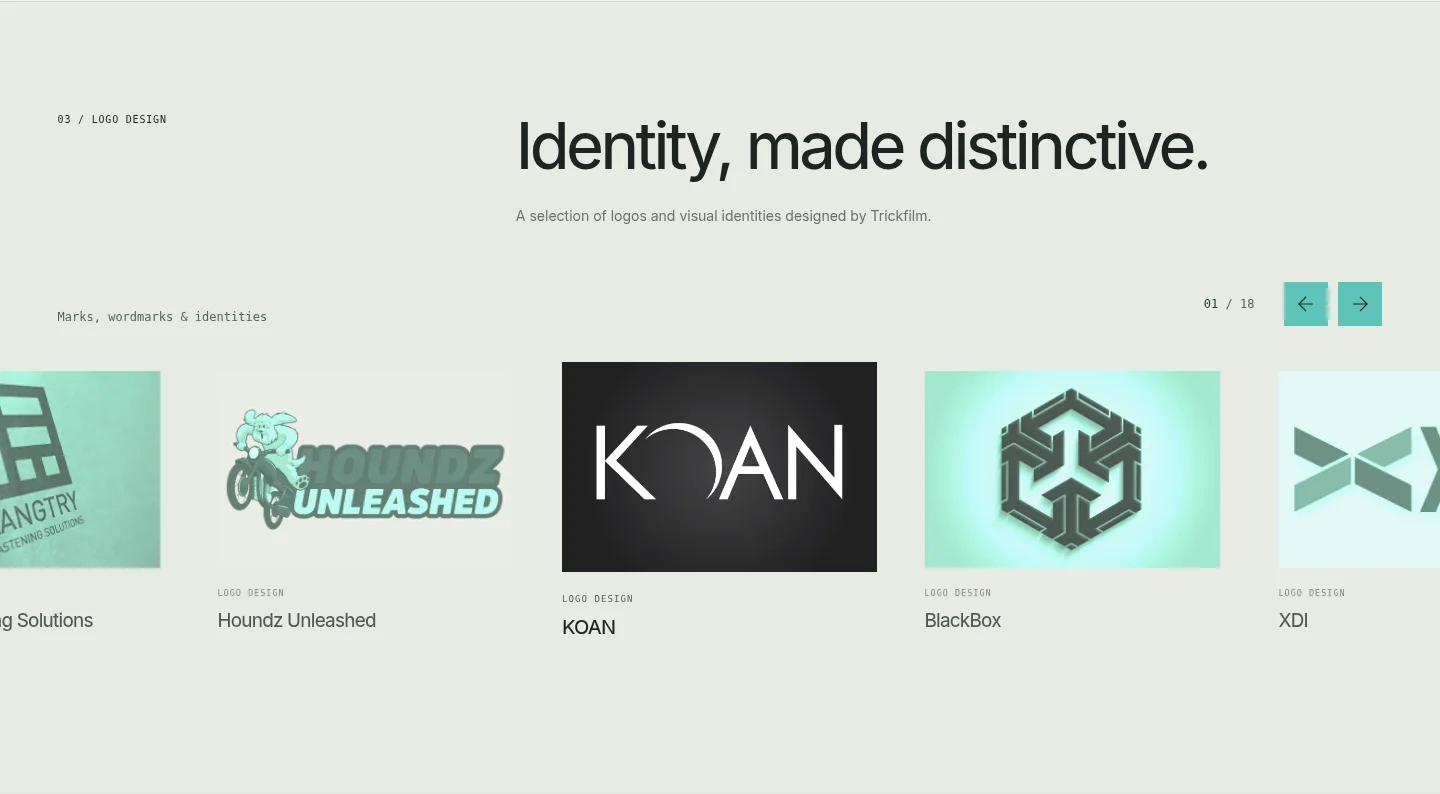 03 / LOGO DESIGN
Identity, made distinctive.
A selection of logos and visual identities designed by Trickfilm.
Marks, wordmarks & identities
01 / 18
ANGTRY
ASTENING SOLUTIONS
HOUNDZ
UNLEASHED
KOAN
LOGO DESIGN
LOGO DESIGN
LOGO DESIGN
LOGO DESIGN
g Solutions
Houndz Unleashed
KOAN
BlackBox
XDI